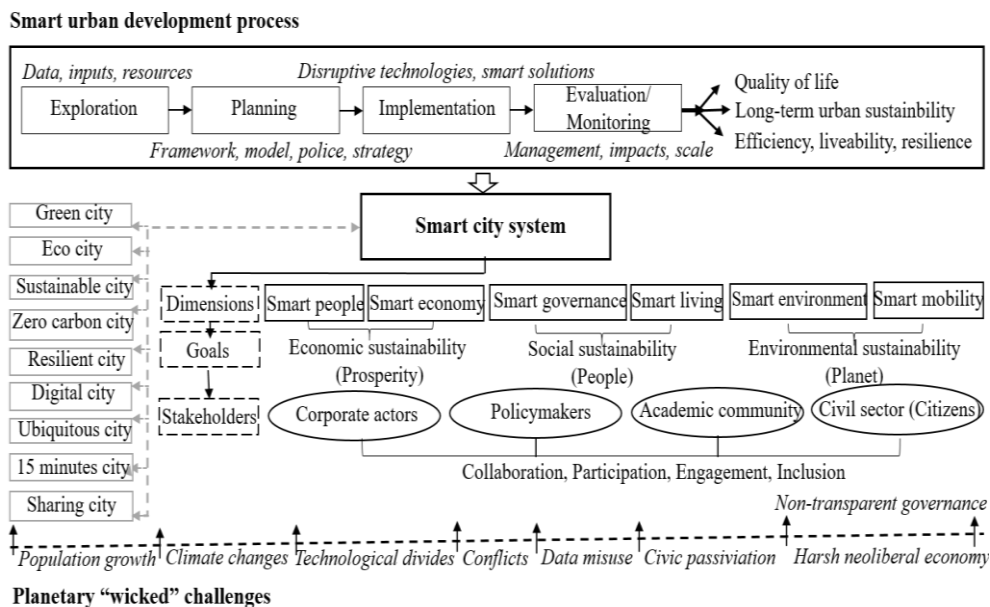 Smart urban development process
Data, inputs, resources
Disruptive technologies, smart solutions
Exploration
Planning
Implementation
Evaluation/
Monitoring
Quality of life
Long-term urban sustainbility
Efficiency, liveability, resilience
Framework, model, police, strategy
Management, impacts, scale
Smart city system
Green city
Eco city
Sustainable city
Zero carbon city
Resilient city
Digital city
Ubiquitous city
15 minutes city
Sharing city
Dimensions
Smart people
Smart economy
Smart governance
Smart living
Smart environment
Smart mobility
Goals
Economic sustainability
(Prosperity)
Social sustainability
(People)
Environmental sustainability
(Planet)
Stakeholders
Corporate actors
Policymakers
Academic community
Civil sector (Citizens)
Collaboration, Participation, Engagement, Inclusion
Non-transparent governance
Population growth
Climate changes
Technological divides
Conflicts
Data misuse
Civic passiviation
Harsh neoliberal economy
Planetary “wicked” challenges